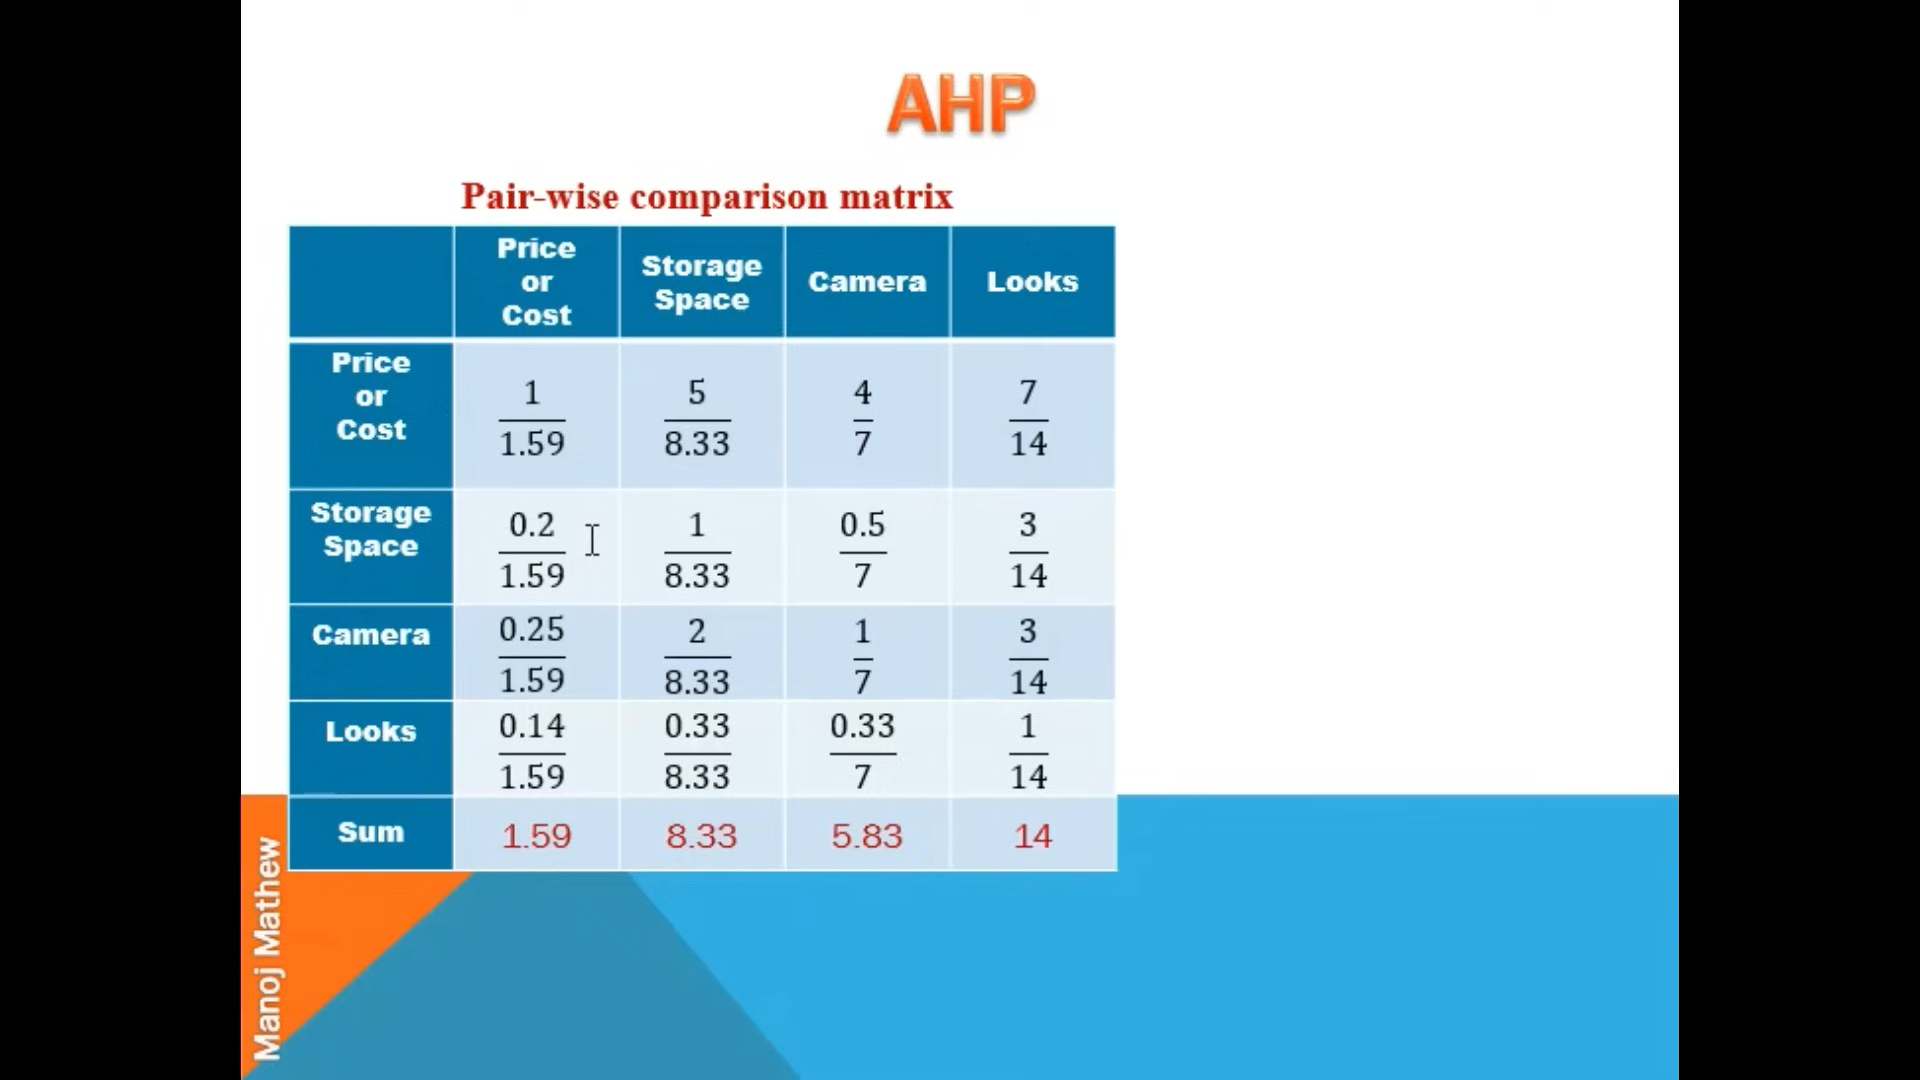 AHP
Pair-wise comparison matrix
Price or Cost Storage Space Camera Looks
Price or Cost 1/1.59 5/8.33 4/7 7/14
Storage Space 0.2/1.59 1/8.33 0.5/7 3/14
Camera 0.25/1.59 2/8.33 1/7 3/14
Looks 0.14/1.59 0.33/8.33 0.33/7 1/14
Sum 1.59 8.33 5.83 14
Manoj Mathew